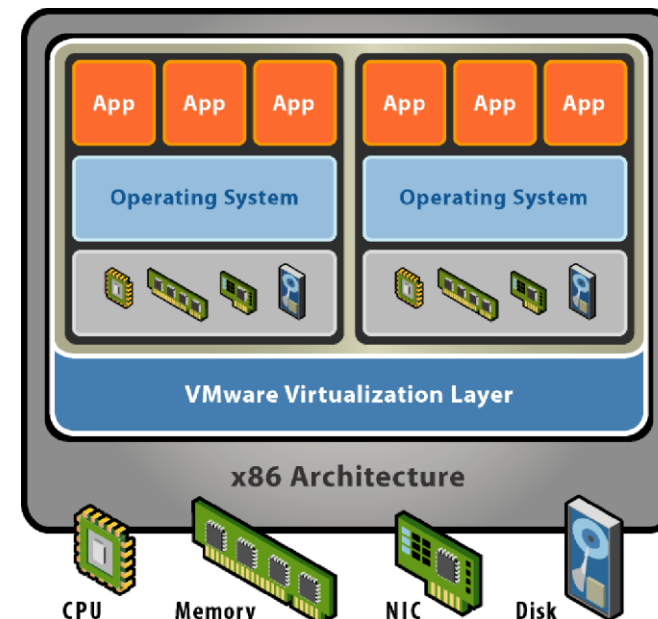 App App App App App App
Operating System Operating System
VMware Virtualization Layer
x86 Architecture
CPU Memory NIC Disk